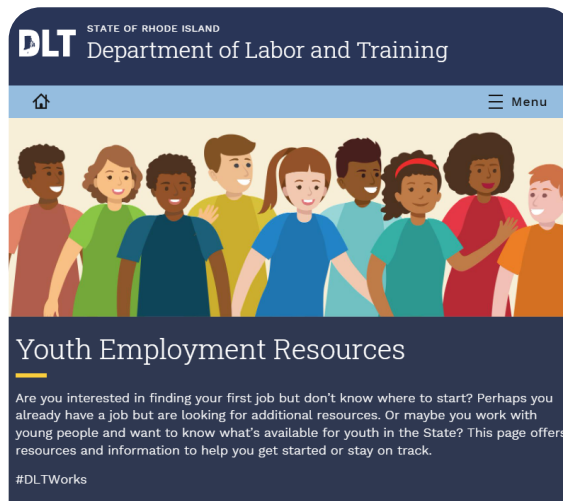 DLT
STATE OF RHODE ISLAND
Department of Labor and Training
Menu
Youth Employment Resources
Are you interested in finding your first job but don't know where to start? Perhaps you
already have a job but are looking for additional resources. Or maybe you work with
young people and want to know what's available for youth in the State? This page offers
resources and information to help you get started or stay on track.
#DLTWorks